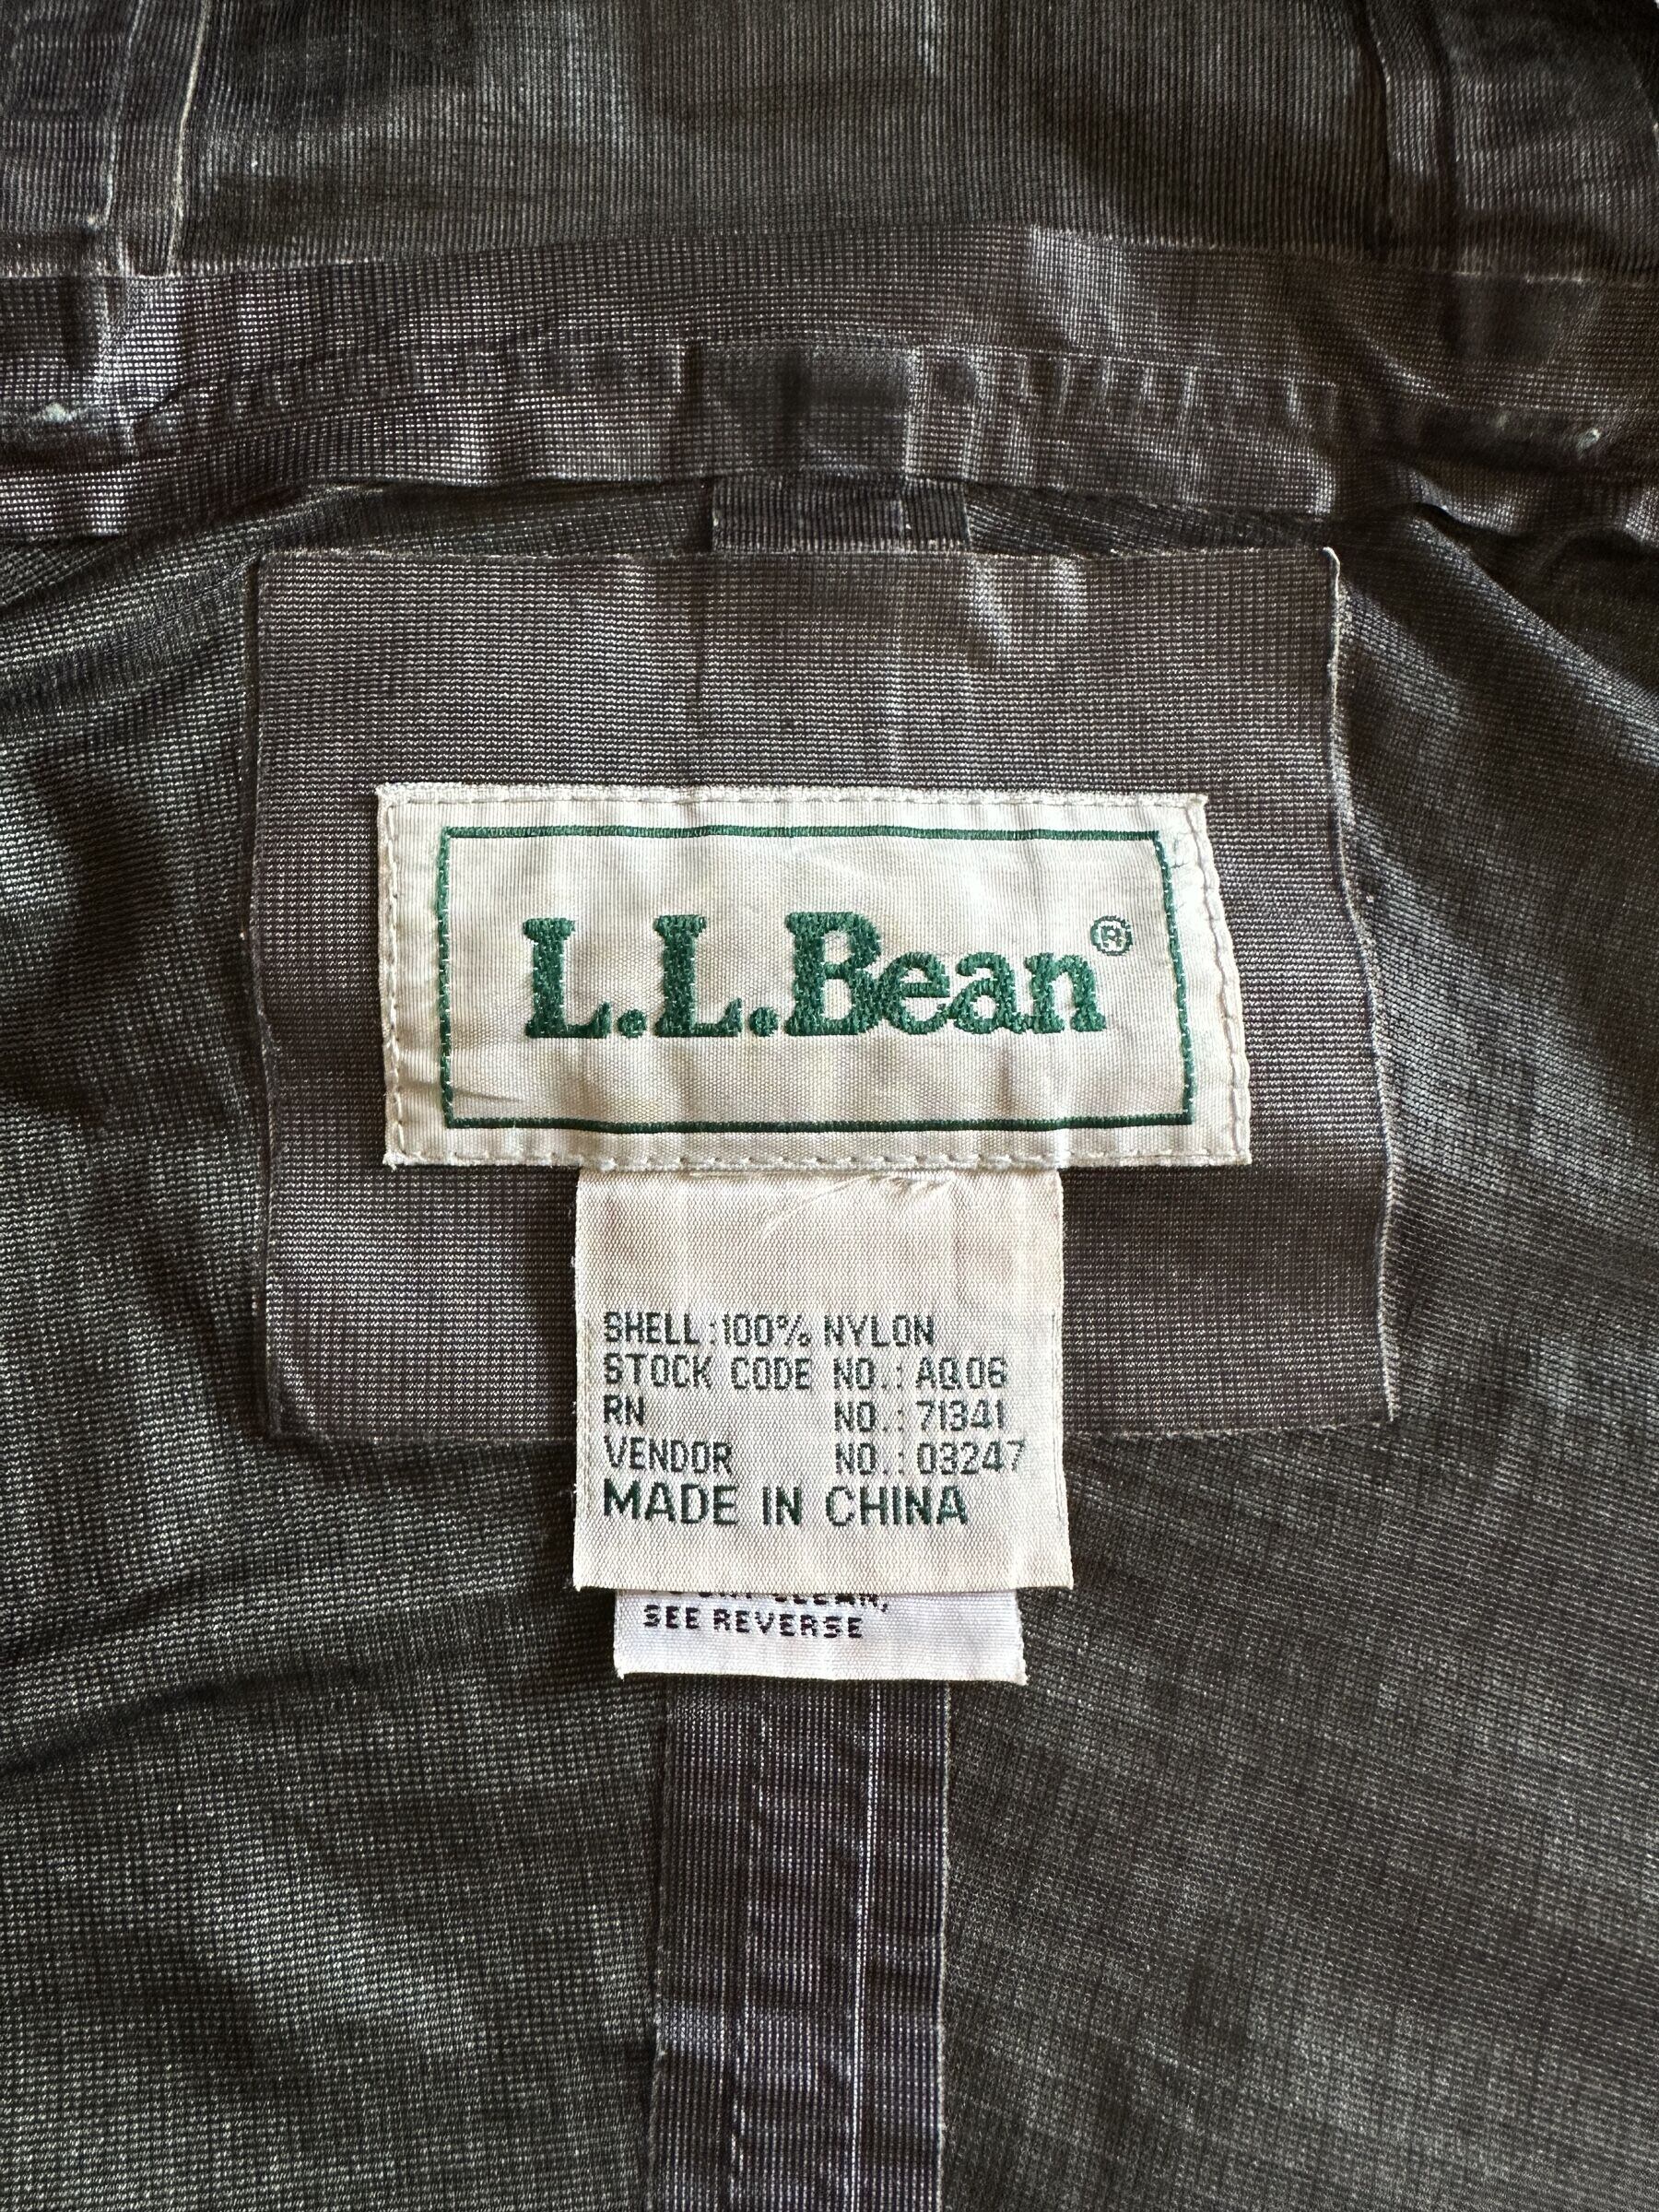 L.L.Bean®
SHELL:100% NYLON
STOCK CODE NO.: AQ06
RN NO.: 71341
VENDOR NO.: 03247
MADE IN CHINA
CLEAN,
SEE REVERSE